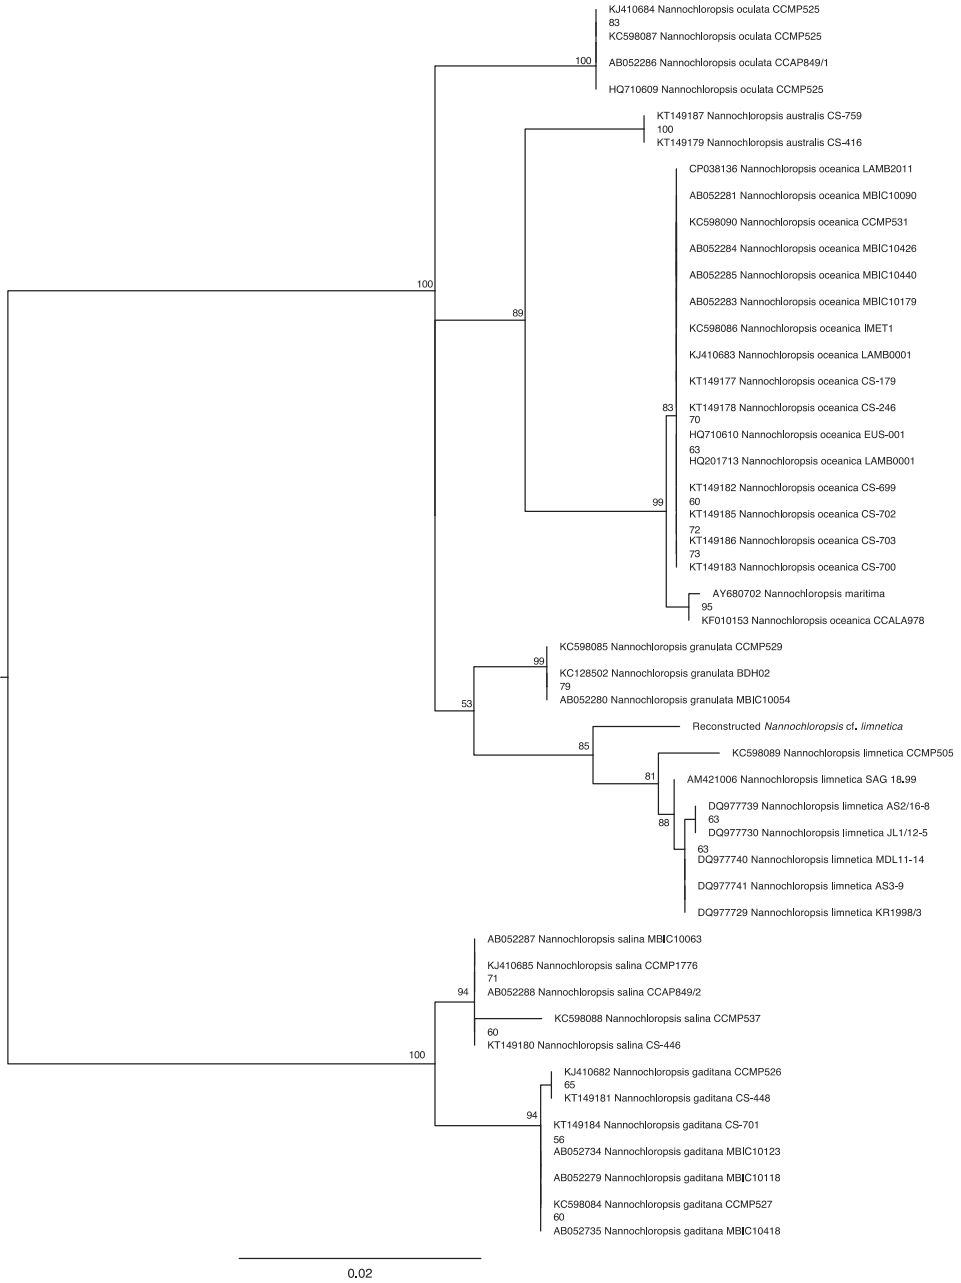 KJ410684 Nannochloropsis oculata CCMP525
83
KC598087 Nannochloropsis oculata CCMP525
100
AB052286 Nannochloropsis oculata CCAP849/1
HQ710609 Nannochloropsis oculata CCMP525
KT149187 Nannochloropsis australis CS-759
100
KT149179 Nannochloropsis australis CS-416
CP038136 Nannochloropsis oceanica LAMB2011
AB052281 Nannochloropsis oceanica MBIC10090
KC598090 Nannochloropsis oceanica CCMP531
AB052284 Nannochloropsis oceanica MBIC10426
AB052285 Nannochloropsis oceanica MBIC10440
100
AB052283 Nannochloropsis oceanica MBIC10179
89
KC598086 Nannochloropsis oceanica IMET1
KJ410683 Nannochloropsis oceanica LAMB0001
KT149177 Nannochloropsis oceanica CS-179
83
KT149178 Nannochloropsis oceanica CS-246
70
HQ710610 Nannochloropsis oceanica EUS-001
63
HQ201713 Nannochloropsis oceanica LAMB0001
KT149182 Nannochloropsis oceanica CS-699
99
60
KT149185 Nannochloropsis oceanica CS-702
72
KT149186 Nannochloropsis oceanica CS-703
73
KT149183 Nannochloropsis oceanica CS-700
AY680702 Nannochloropsis maritima
95
KF010153 Nannochloropsis oceanica CCALA978
KC598085 Nannochloropsis granulata CCMP529
99
KC128502 Nannochloropsis granulata BDH02
79
AB052280 Nannochloropsis granulata MBIC10054
53
Reconstructed Nannochloropsis cf. limnetica
85
KC598089 Nannochloropsis limnetica CCMP505
81
AM421006 Nannochloropsis limnetica SAG 18.99
DQ977739 Nannochloropsis limnetica AS2/16-8
88
63
DQ977730 Nannochloropsis limnetica JL1/12-5
63
DQ977740 Nannochloropsis limnetica MDL11-14
DQ977741 Nannochloropsis limnetica AS3-9
DQ977729 Nannochloropsis limnetica KR1998/3
AB052287 Nannochloropsis salina MBIC10063
KJ410685 Nannochloropsis salina CCMP1776
71
94
AB052288 Nannochloropsis salina CCAP849/2
KC598088 Nannochloropsis salina CCMP537
60
KT149180 Nannochloropsis salina CS-446
100
KJ410682 Nannochloropsis gaditana CCMP526
65
KT149181 Nannochloropsis gaditana CS-448
94
KT149184 Nannochloropsis gaditana CS-701
56
AB052734 Nannochloropsis gaditana MBIC10123
AB052279 Nannochloropsis gaditana MBIC10118
KC598084 Nannochloropsis gaditana CCMP527
60
AB052735 Nannochloropsis gaditana MBIC10418
0.02